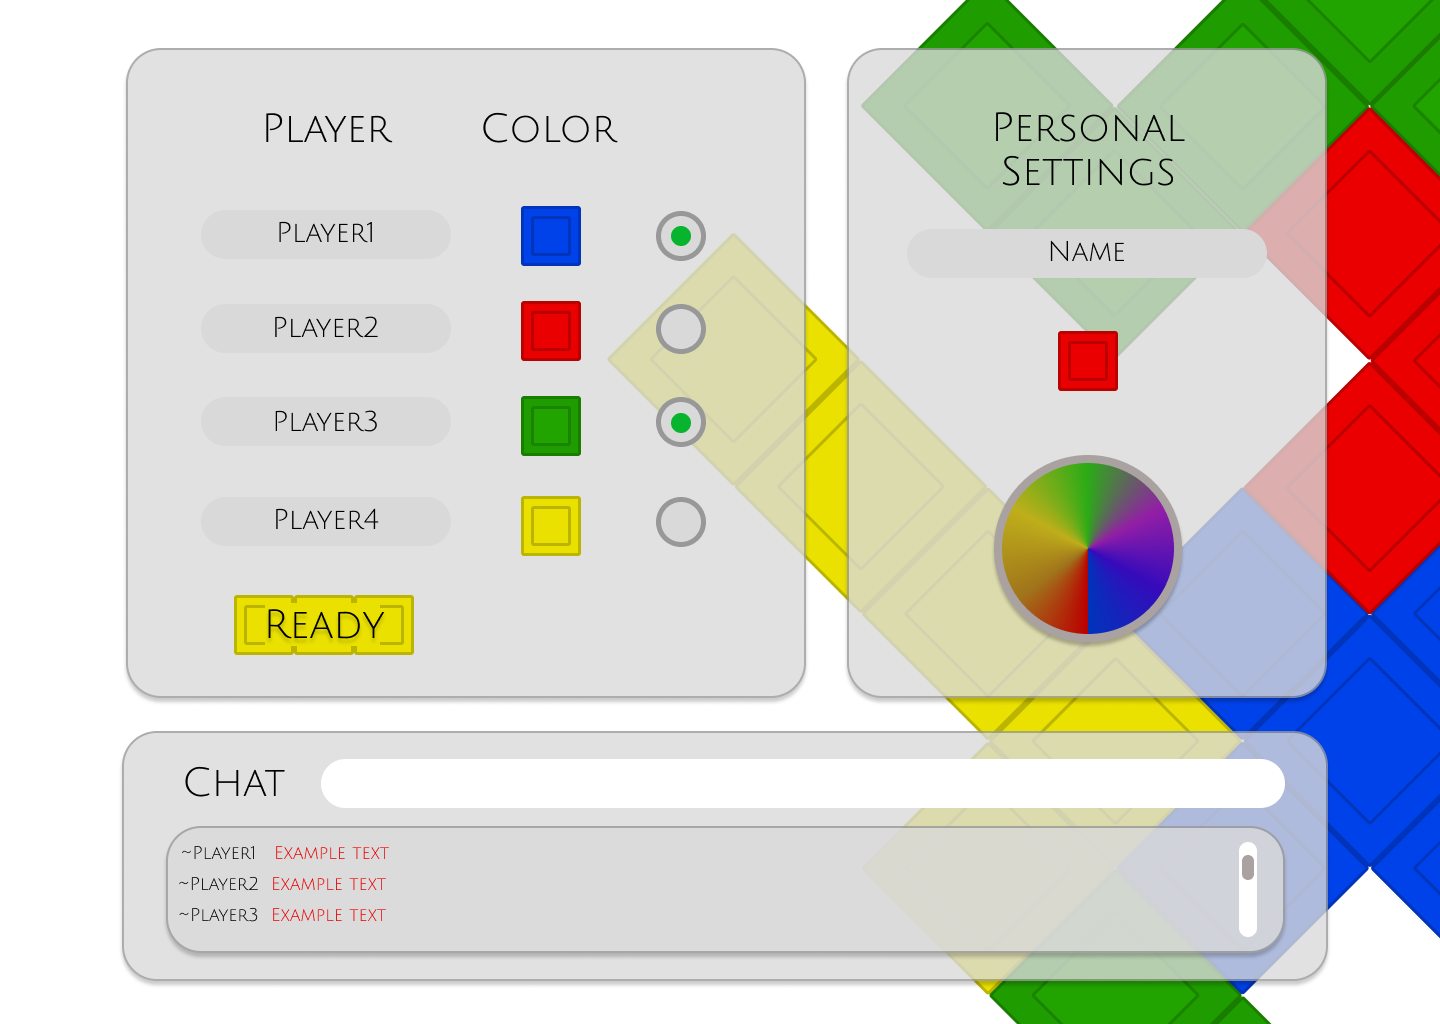 Player Color
Player1
Player2
Player3
Player4
Ready
Personal
Settings
Name
Chat
~Player1 Example text
~Player2 Example text
~Player3 Example text